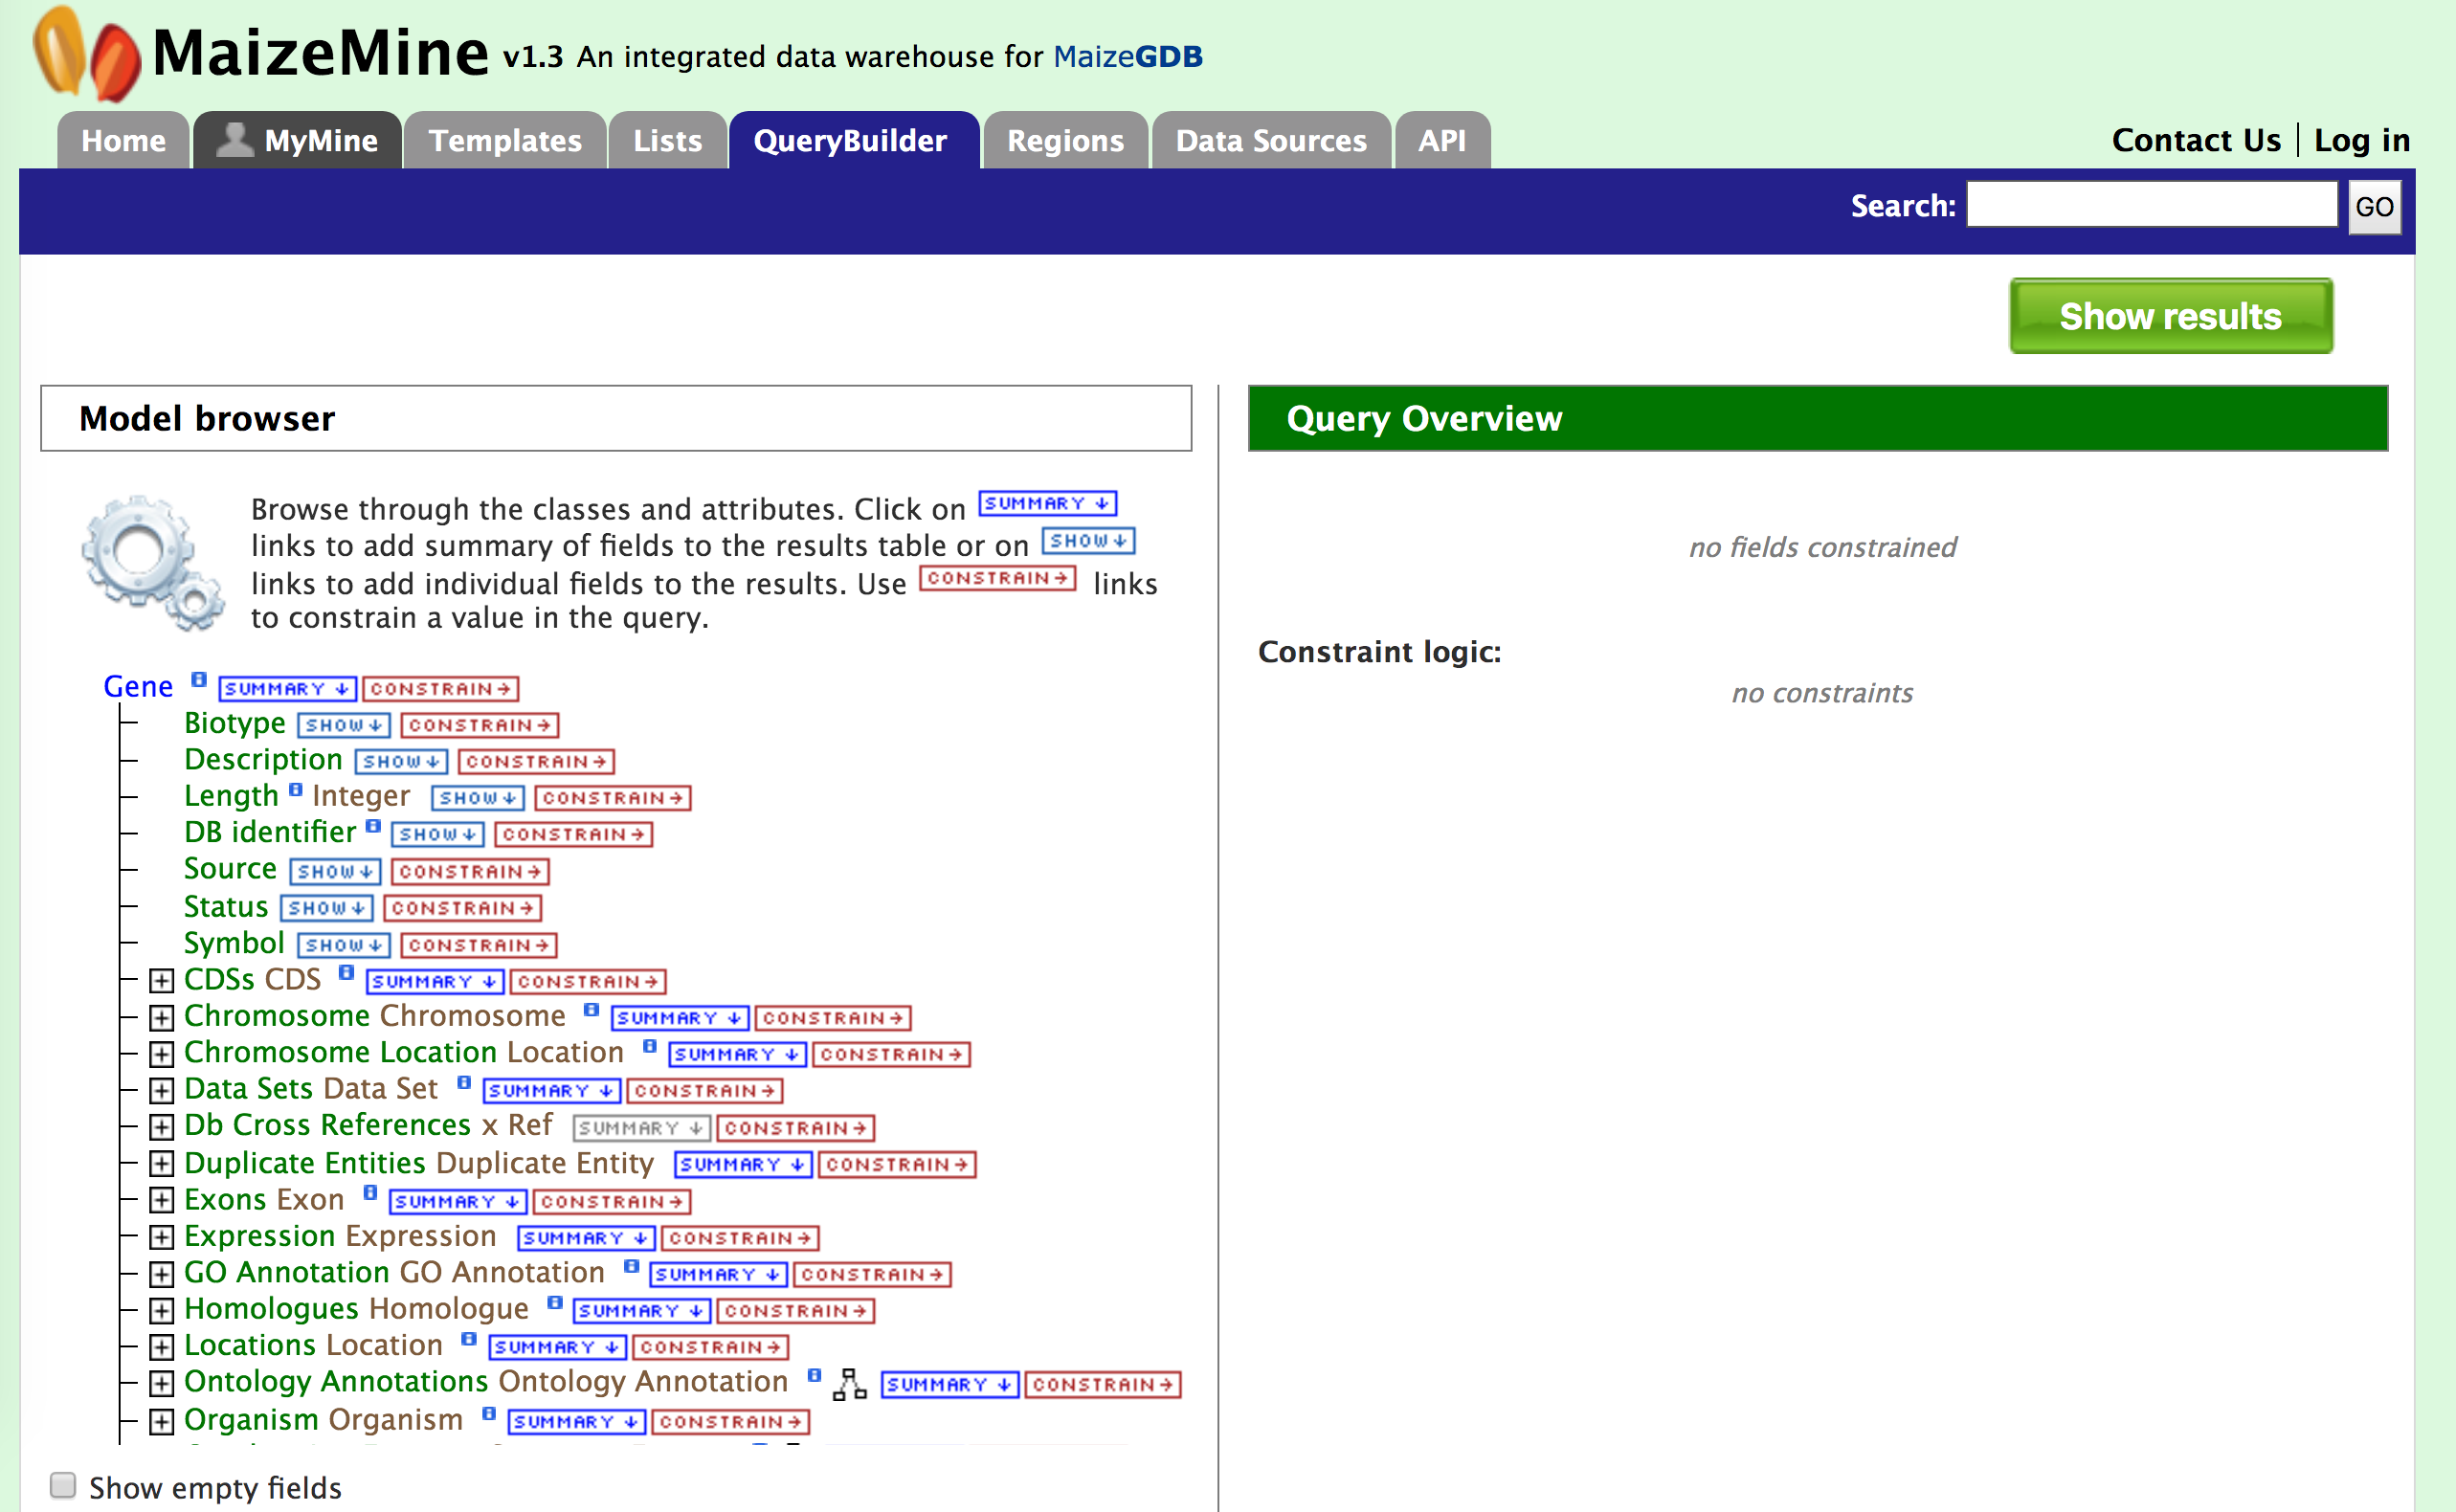 MaizeMine v1.3 An integrated data warehouse for MaizeGDB
Home MyMine Templates Lists QueryBuilder Regions Data Sources API Contact Us | Log in
Search: GO
Show results
Model browser
Browse through the classes and attributes. Click on SUMMARY ↓
links to add summary of fields to the results table or on SHOW ↓
links to add individual fields to the results. Use CONSTRAIN → links
to constrain a value in the query.
Gene SUMMARY ↓ CONSTRAIN →
Biotype SHOW ↓ CONSTRAIN →
Description SHOW ↓ CONSTRAIN →
Length Integer SHOW ↓ CONSTRAIN →
DB identifier SHOW ↓ CONSTRAIN →
Source SHOW ↓ CONSTRAIN →
Status SHOW ↓ CONSTRAIN →
Symbol SHOW ↓ CONSTRAIN →
CDSs CDS SUMMARY ↓ CONSTRAIN →
Chromosome Chromosome SUMMARY ↓ CONSTRAIN →
Chromosome Location Location SUMMARY ↓ CONSTRAIN →
Data Sets Data Set SUMMARY ↓ CONSTRAIN →
Db Cross References x Ref SUMMARY ↓ CONSTRAIN →
Duplicate Entities Duplicate Entity SUMMARY ↓ CONSTRAIN →
Exons Exon SUMMARY ↓ CONSTRAIN →
Expression Expression SUMMARY ↓ CONSTRAIN →
GO Annotation GO Annotation SUMMARY ↓ CONSTRAIN →
Homologues Homologue SUMMARY ↓ CONSTRAIN →
Locations Location SUMMARY ↓ CONSTRAIN →
Ontology Annotations Ontology Annotation SUMMARY ↓ CONSTRAIN →
Organism Organism SUMMARY ↓ CONSTRAIN →
Show empty fields
Query Overview
no fields constrained
Constraint logic:
no constraints